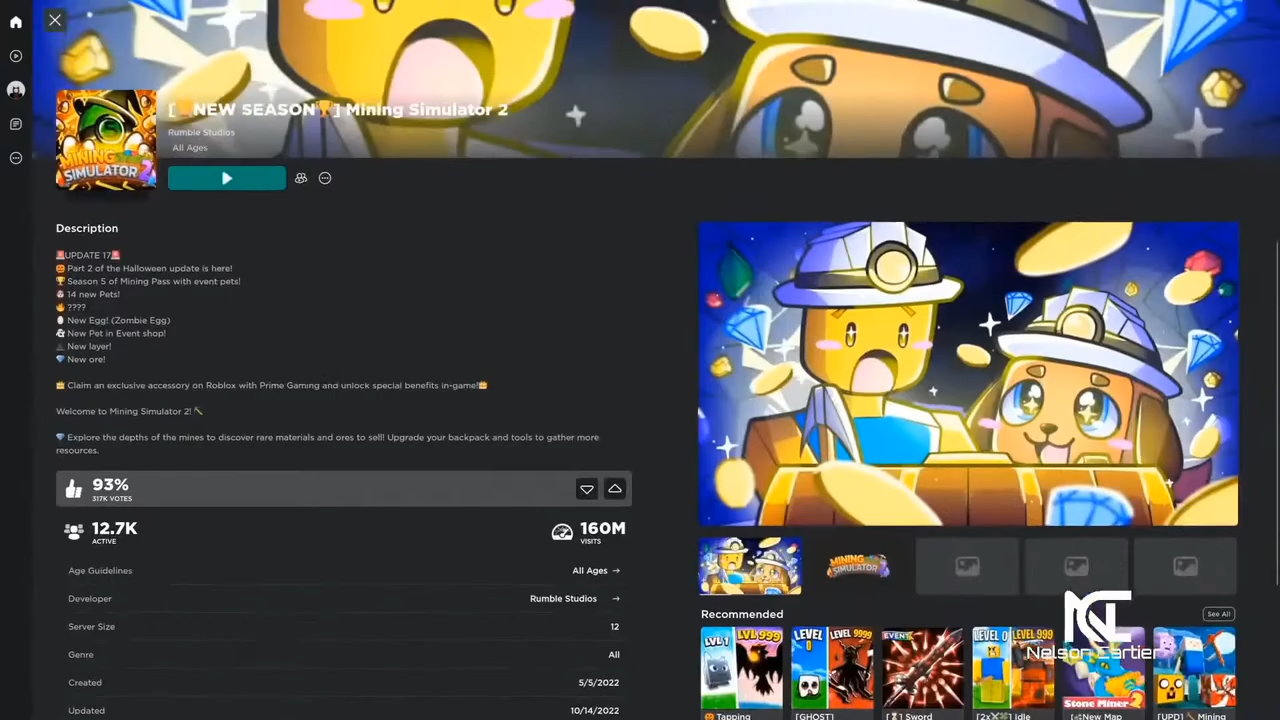 [🏆NEW SEASON🏆] Mining Simulator 2
Rumble Studios
All Ages
MINING
SIMULATOR 2
Description
🚨UPDATE 17🚨
🎃 Part 2 of the Halloween update is here!
🏆 Season 5 of Mining Pass with event pets!
14 new Pets!
🔥 ????
🥚 New Egg! (Zombie Egg)
👻 New Pet in Event shop!
New layer!
💎 New ore!
Claim an exclusive accessory on Roblox with Prime Gaming and unlock special benefits in-game!
Welcome to Mining Simulator 2! ⛏
💎 Explore the depths of the mines to discover rare materials and ores to sell! Upgrade your backpack and tools to gather more
resources.
93%
317K VOTES
12.7K
ACTIVE
160M
VISITS
Age Guidelines
All Ages →
Developer
Rumble Studios →
Server Size
12
Genre
All
Created
5/5/2022
Updated
10/14/2022
MINING
SIMULATOR 2
Recommended
See All
LVL 1
LVL 999
LEVEL
0
LEVEL
9999
EVENT
LEVEL 0
LEVEL 999
Stone Miner 2
NC
Nelson Cartier
🎃 Tapping
[GHOST]
Sword
Idle
New Map
[UPD] ⛏ Mining